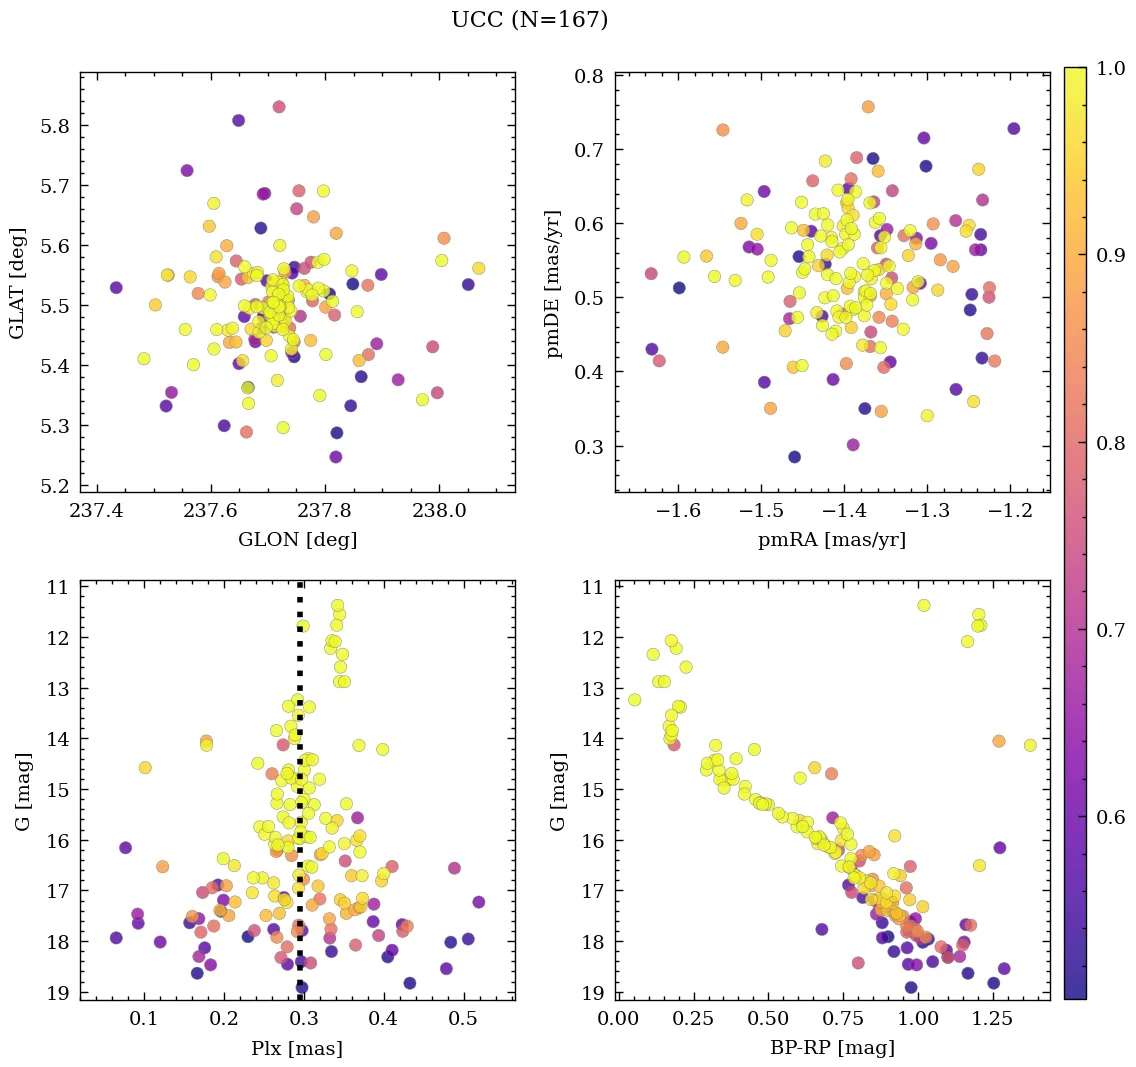 UCC (N=167)
5.8
5.7
5.6
5.5
5.4
5.3
5.2
GLAT [deg]
237.4 237.6 237.8 238.0
GLON [deg]
0.8
0.7
0.6
0.5
0.4
0.3
pmDE [mas/yr]
−1.6 −1.5 −1.4 −1.3 −1.2
pmRA [mas/yr]
1.0
0.9
0.8
0.7
0.6
11
12
13
14
15
16
17
18
19
G [mag]
0.1 0.2 0.3 0.4 0.5
Plx [mas]
11
12
13
14
15
16
17
18
19
G [mag]
0.00 0.25 0.50 0.75 1.00 1.25
BP-RP [mag]